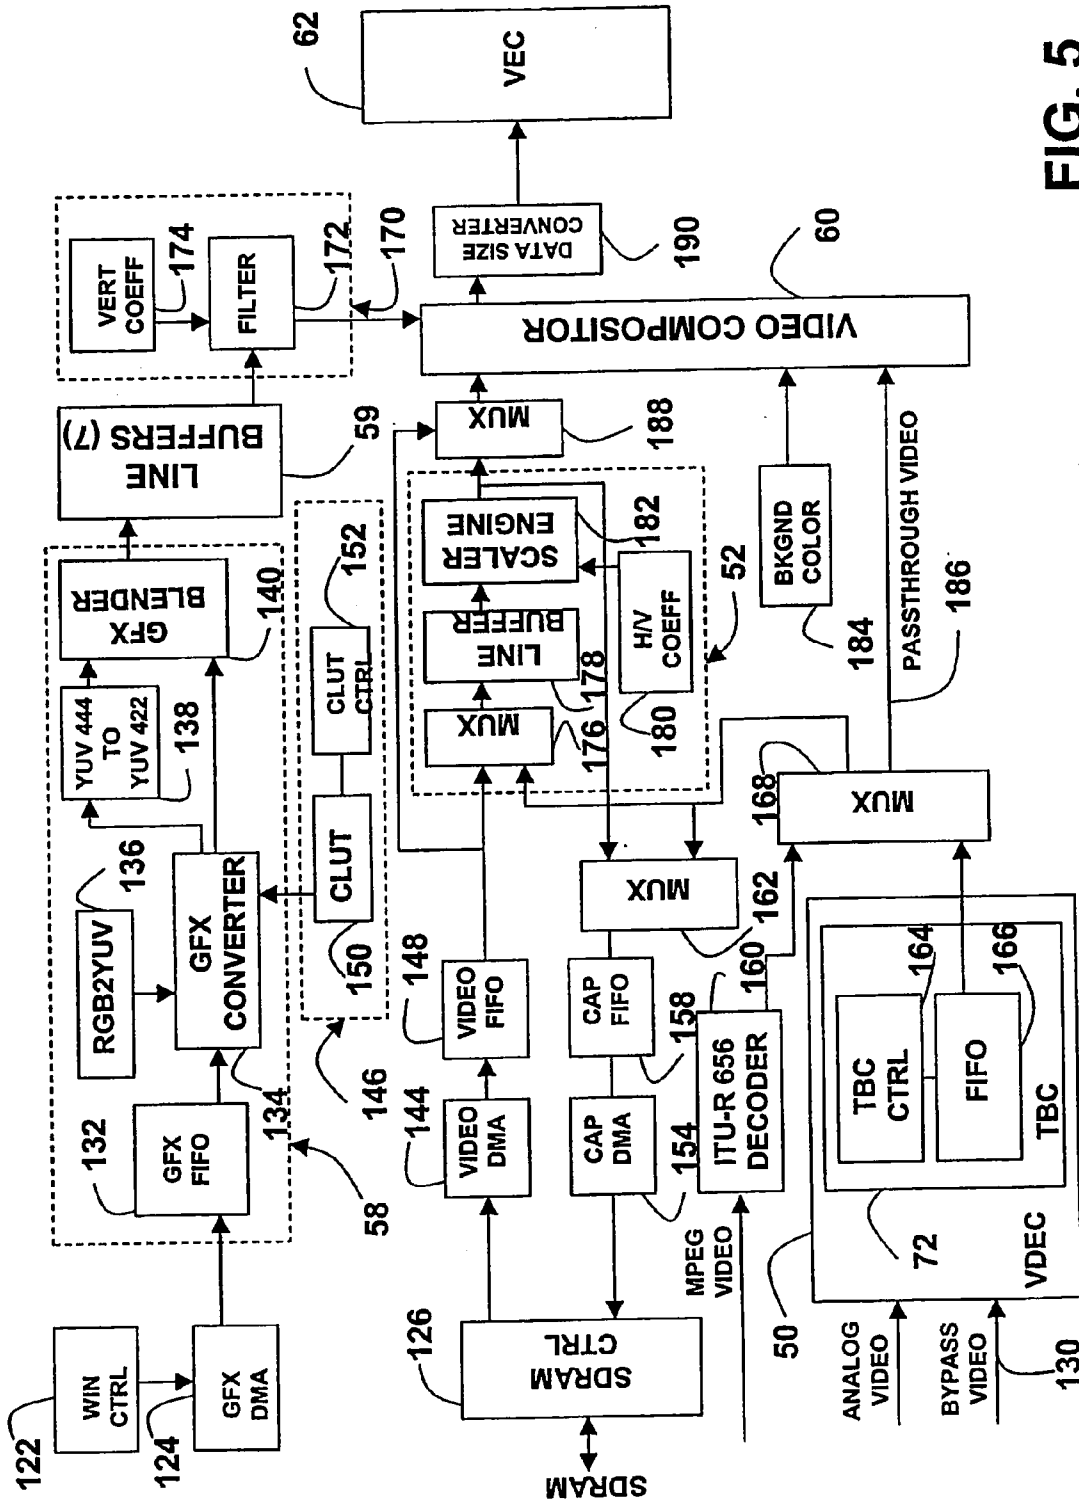 122
WIN
CTRL
124
GFX
DMA
132
GFX
FIFO
134
RGB2YUV
136
GFX
CONVERTER
YUV 444
TO
YUV 422
138
GFX
BLENDER
140
58
LINE
BUFFERS (7)
59
VERT
COEFF
174
FILTER
172
170
CLUT
150
CLUT
CTRL
152
146
SDRAM
126
SDRAM
CTRL
144
VIDEO
DMA
148
VIDEO
FIFO
CAP
DMA
154
CAP
FIFO
158
MUX
162
MUX
176
LINE
BUFFER
178
SCALER
ENGINE
182
H/V
COEFF
180
52
MUX
188
VIDEO COMPOSITOR
60
DATA SIZE
CONVERTER
190
VEC
62
MPEG
VIDEO
ITU-R 656
DECODER
160
168
MUX
BKGND
COLOR
184
PASSTHROUGH VIDEO
186
ANALOG
VIDEO
BYPASS
VIDEO
130
50
VDEC
72
TBC
TBC
CTRL
164
FIFO
166
FIG. 5